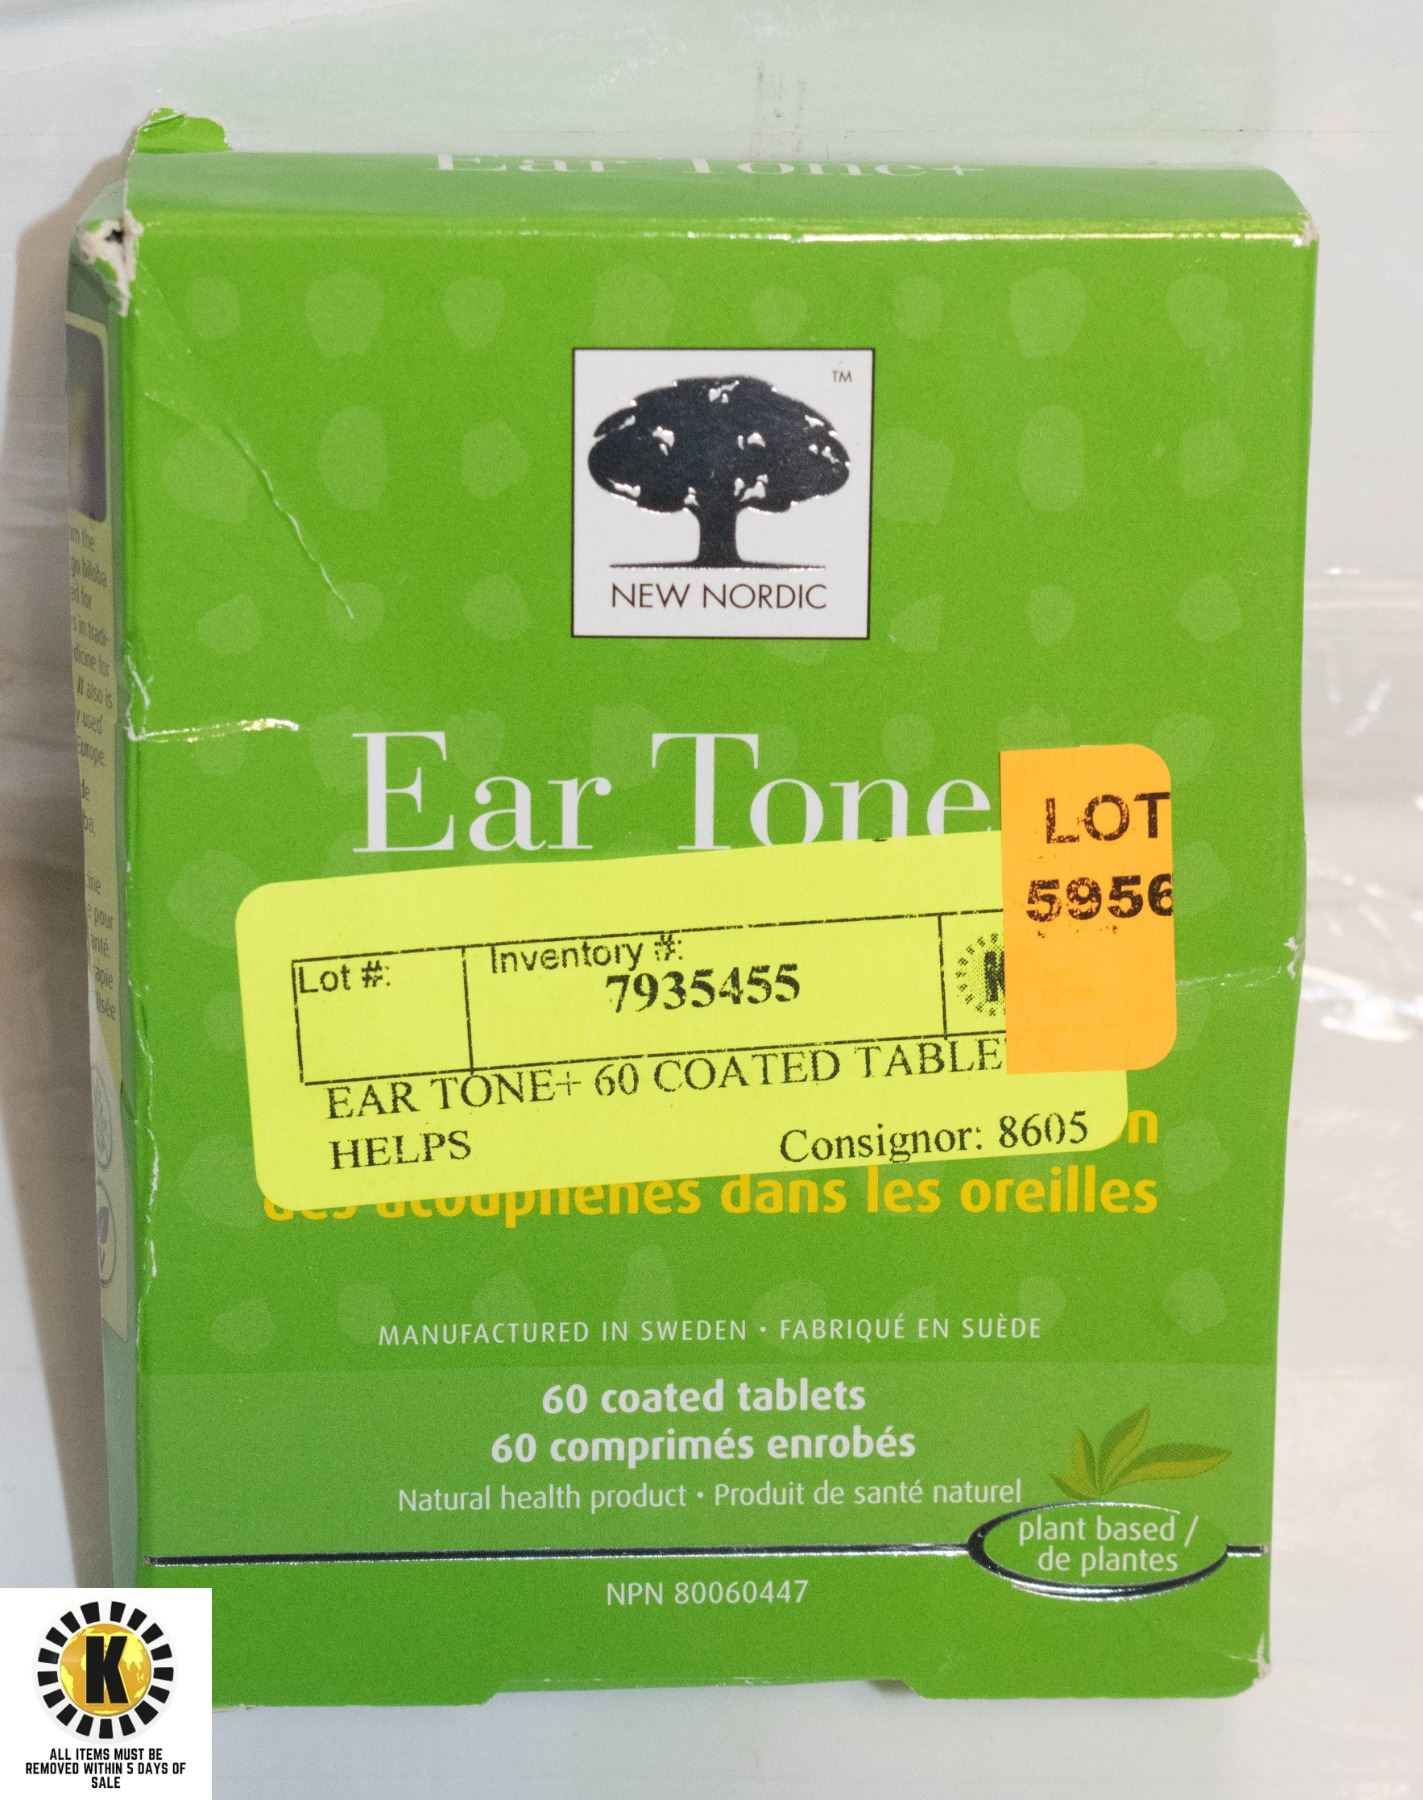 Ear Tone+
TM
NEW NORDIC
Ear Tone
LOT
5956
Lot #:
Inventory #:
7935455
K
EAR TONE+ 60 COATED TABLE
HELPS
Consignor: 8605
n
des acouphènes dans les oreilles
MANUFACTURED IN SWEDEN • FABRIQUÉ EN SUÈDE
60 coated tablets
60 comprimés enrobés
Natural health product • Produit de santé naturel
plant based /
de plantes
NPN 80060447
K
ALL ITEMS MUST BE
REMOVED WITHIN 5 DAYS OF
SALE